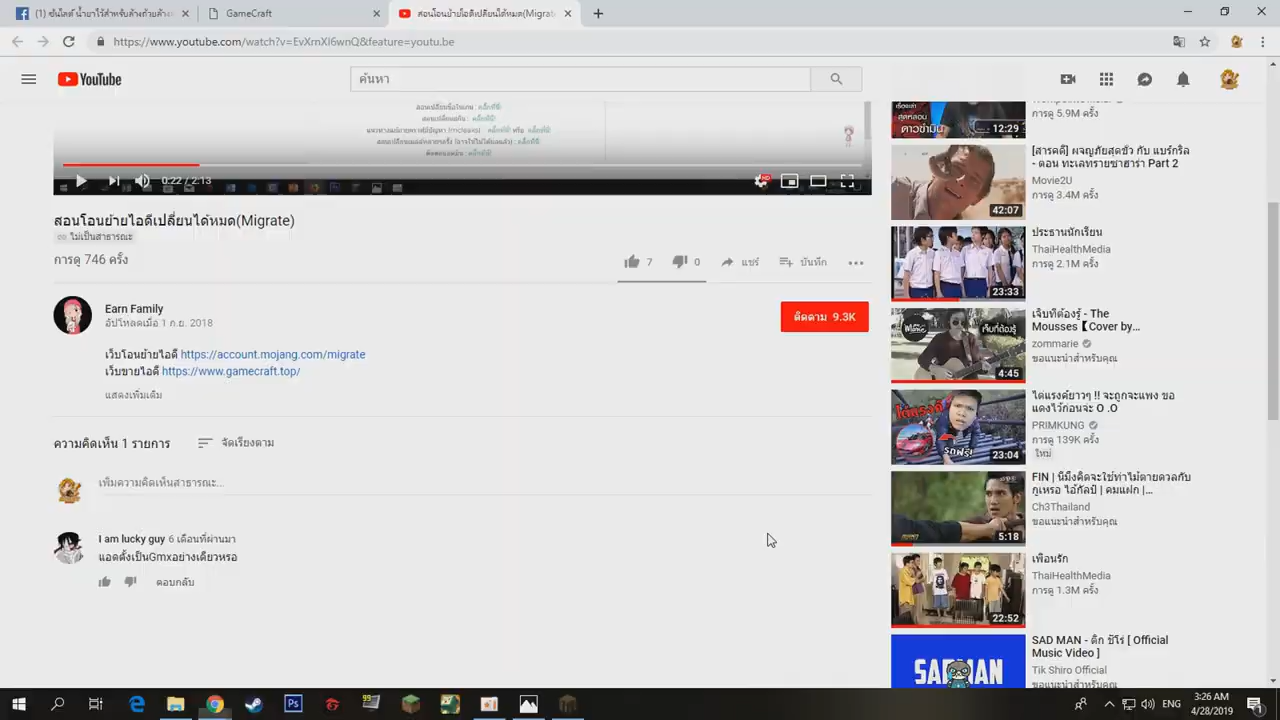 (1) ซันไลต์ น้ำยาไว้สำหรับล้างถ้วยล้าง
GameCraft
สอนโอนย้ายไอดีเปลี่ยนได้หมด(Migrate)
https://www.youtube.com/watch?v=EvXrnXl6wnQ&feature=youtu.be
YouTube
ค้นหา
ดาวข้ามิน
12:29
การดู 5.9M ครั้ง
0:22 / 2:13
HD
[สารคดี] ผจญภัยสุดขั้ว กับ แบร์กริล
- ตอน ทะเลทรายซาฮาร่า Part 2
Movie2U
การดู 3.4M ครั้ง
42:07
สอนโอนย้ายไอดีเปลี่ยนได้หมด(Migrate)
ไม่เป็นสาธารณะ
การดู 746 ครั้ง
7
0
แชร์
บันทึก
ประธานนักเรียน
ThaiHealthMedia
การดู 2.1M ครั้ง
23:33
Earn Family
อัปโหลดเมื่อ 1 ก.ย. 2018
ติดตาม 9.3K
เว็บโอนย้ายไอดี https://account.mojang.com/migrate
เว็บขายไอดี https://www.gamecraft.top/
แสดงเพิ่มเติม
เจ็บที่ต้องรู้ - The
Mousses【Cover by...
zommarie
ขอแนะนำสำหรับคุณ
4:45
ความคิดเห็น 1 รายการ
จัดเรียงตาม
เพิ่มความคิดเห็นสาธารณะ...
ไต่แรงค์ยาวๆ !! จะถูกจะแพง ขอ
แดงไว้ก่อนจ่ะ O .O
PRIMKUNG
การดู 139K ครั้ง
ใหม่
23:04
I am lucky guy 6 เดือนที่ผ่านมา
แอดตั้งเป็นGmxอย่างเดียวหรอ
ตอบกลับ
FIN | นี่มึงคิดจะใช้ท่าไม้ตายดวลกับ
กูเหรอ ไอ้กัลป์ | คมแฝก |...
Ch3Thailand
ขอแนะนำสำหรับคุณ
5:18
เพื่อนรัก
ThaiHealthMedia
การดู 1.3M ครั้ง
22:52
SAD MAN - ติ๊ก ชิโร่ [ Official
Music Video ]
Tik Shiro Official
SADMAN
ENG
3:26 AM
4/28/2019